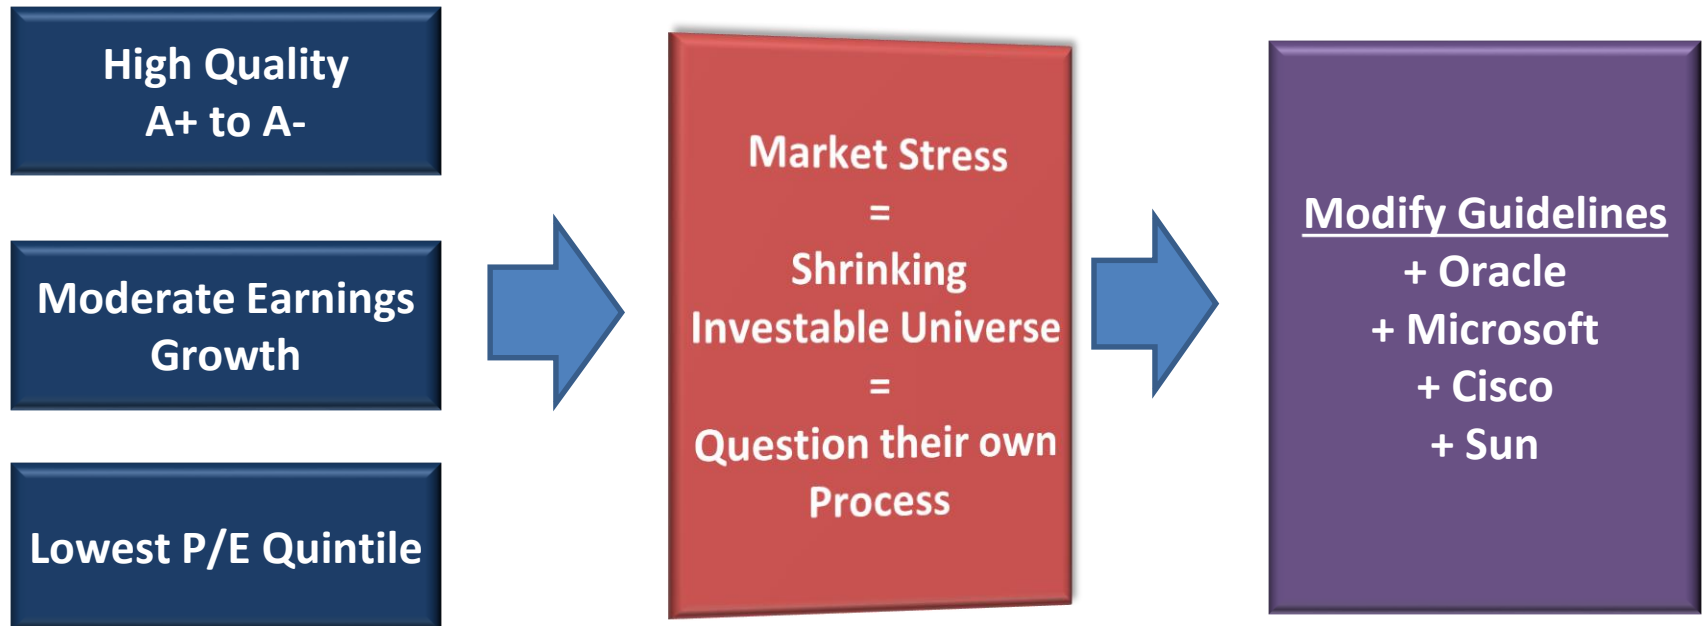 High Quality
A+ to A-
Moderate Earnings
Growth
Lowest P/E Quintile
Market Stress
=
Shrinking
Investable Universe
=
Question their own
Process
Modify Guidelines
+ Oracle
+ Microsoft
+ Cisco
+ Sun